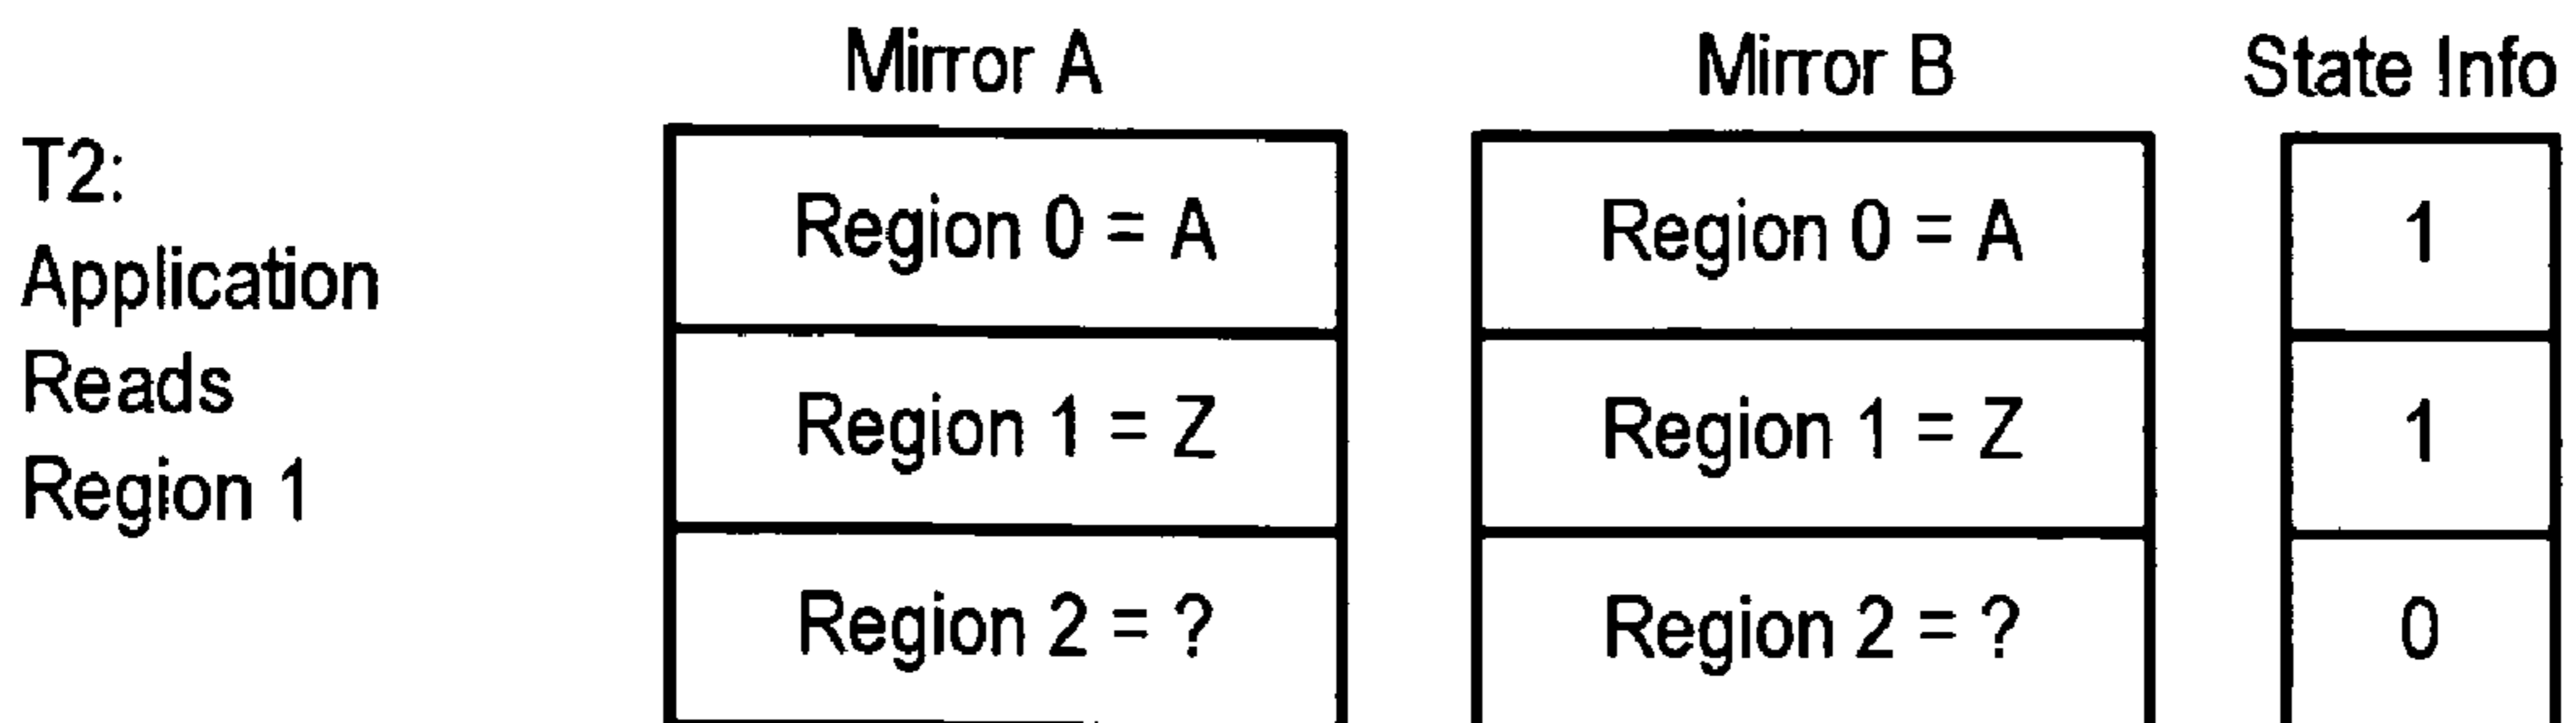 Mirror A Mirror B State Info
T2:
Application
Reads
Region 1
Region 0 = A Region 0 = A 1
Region 1 = Z Region 1 = Z 1
Region 2 = ? Region 2 = ? 0